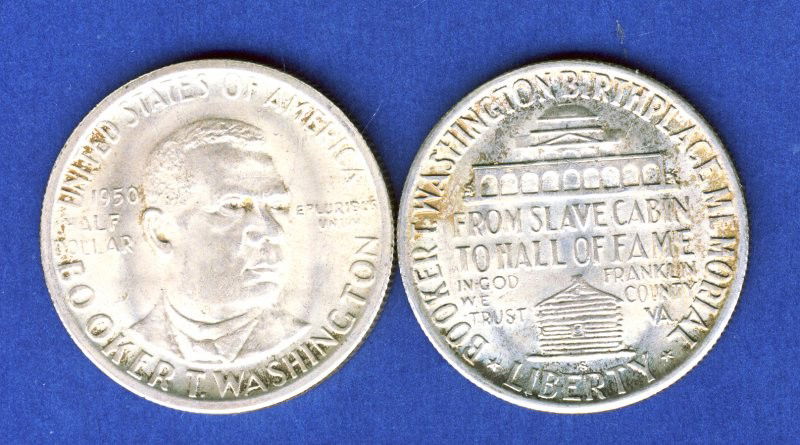 UNITED STATES OF AMERICA
1950
HALF
DOLLAR
E PLURIBUS
UNUM
BOOKER T. WASHINGTON
BOOKER T. WASHINGTON BIRTHPLACE MEMORIAL
FROM SLAVE CABIN
TO HALL OF FAME
IN GOD
WE
TRUST
FRANKLIN
COUNTY
VA.
S
★ LIBERTY ★